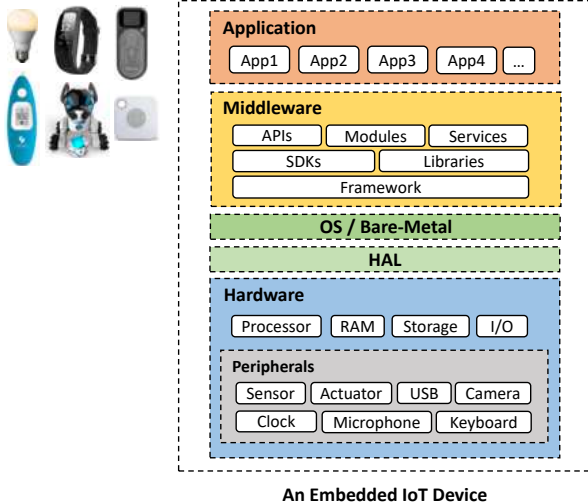 Application
App1 App2 App3 App4 ...
Middleware
APIs Modules Services
SDKs Libraries
Framework
OS / Bare-Metal
HAL
Hardware
Processor RAM Storage I/O
Peripherals
Sensor Actuator USB Camera
Clock Microphone Keyboard
An Embedded IoT Device